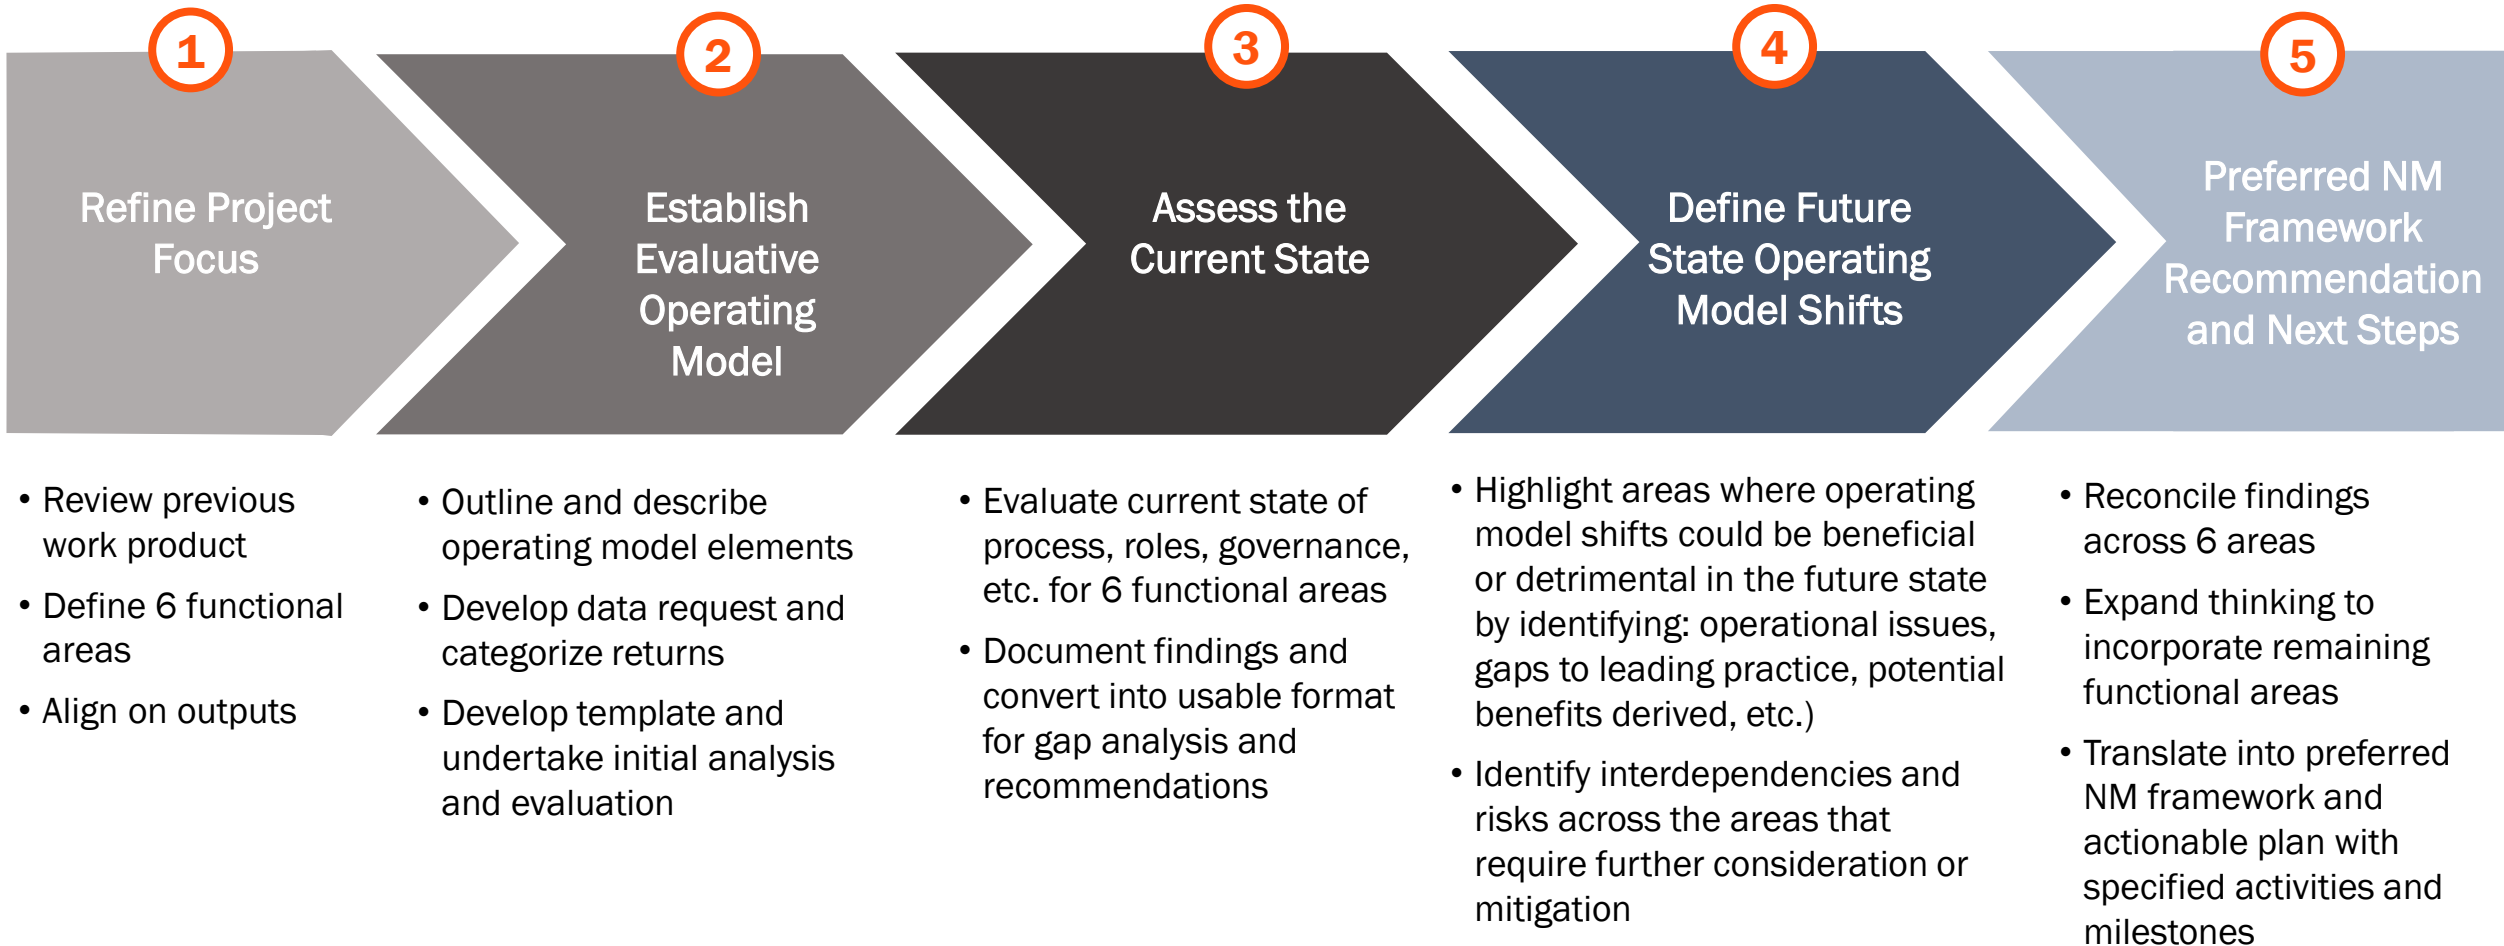 1
Refine Project
Focus
2
Establish
Evaluative
Operating
Model
3
Assess the
Current State
4
Define Future
State Operating
Model Shifts
5
Preferred NM
Framework
Recommendation
and Next Steps
• Review previous
work product
• Define 6 functional
areas
• Align on outputs
• Outline and describe
operating model elements
• Develop data request and
categorize returns
• Develop template and
undertake initial analysis
and evaluation
• Evaluate current state of
process, roles, governance,
etc. for 6 functional areas
• Document findings and
convert into usable format
for gap analysis and
recommendations
• Highlight areas where operating
model shifts could be beneficial
or detrimental in the future state
by identifying: operational issues,
gaps to leading practice, potential
benefits derived, etc.)
• Identify interdependencies and
risks across the areas that
require further consideration or
mitigation
• Reconcile findings
across 6 areas
• Expand thinking to
incorporate remaining
functional areas
• Translate into preferred
NM framework and
actionable plan with
specified activities and
milestones